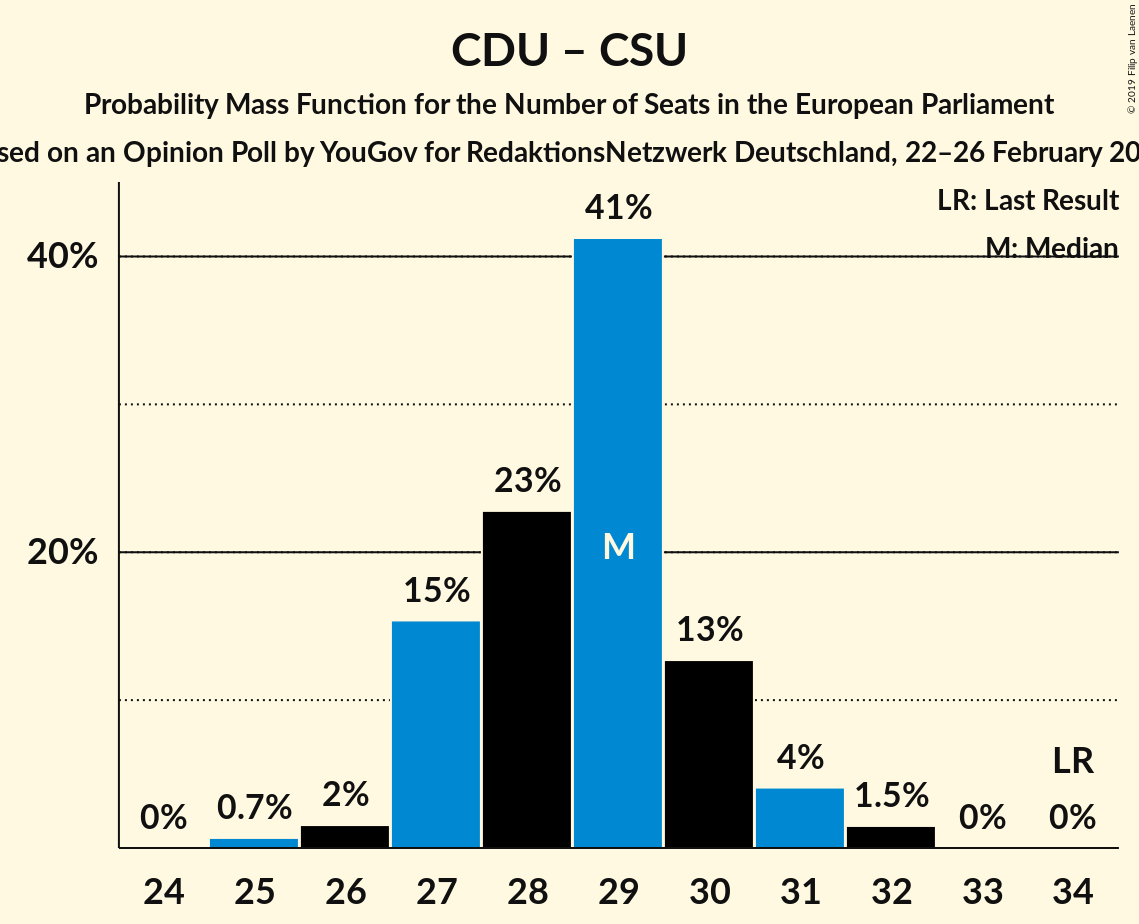 CDU – CSU
Probability Mass Function for the Number of Seats in the European Parliament
on an Opinion Poll by YouGov for RedaktionsNetzwerk Deutschland, 22–26 February
© 2019 Filip van Laenen
LR: Last Result
M: Median
40%
20%
0%
0.7%
2%
15%
23%
41%
M
13%
4%
1.5%
0%
LR
0%
24 25 26 27 28 29 30 31 32 33 34